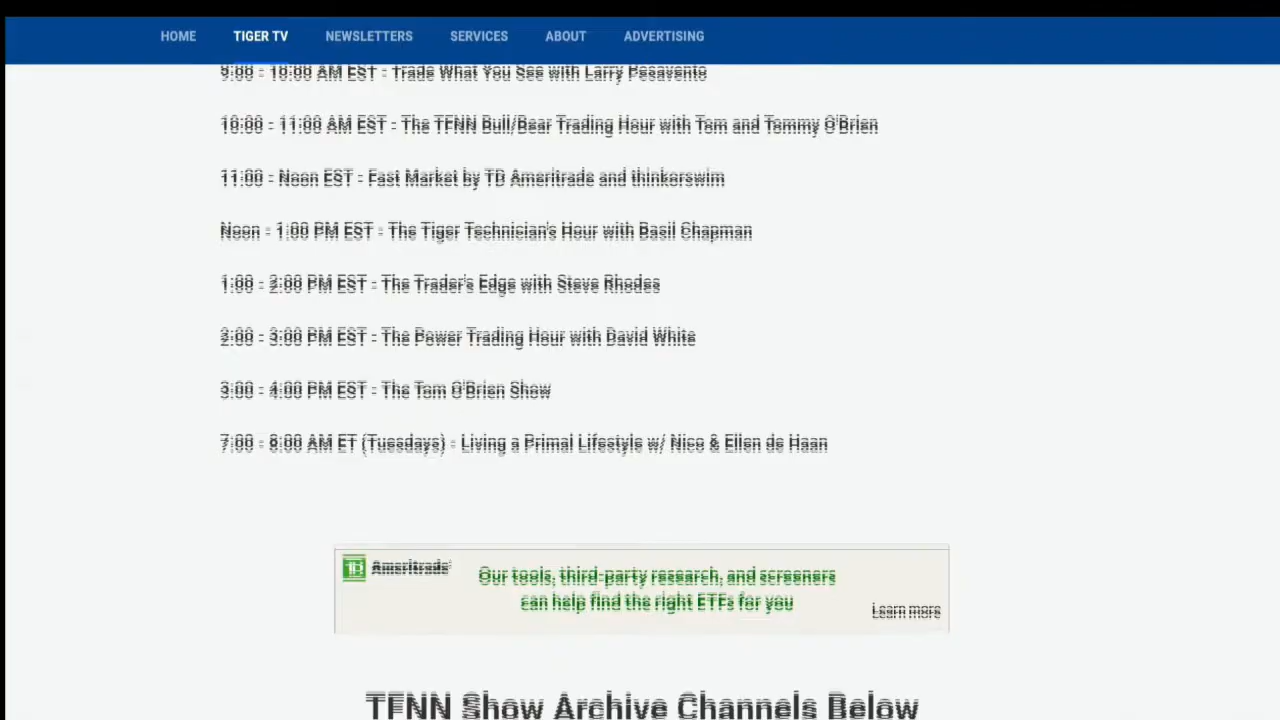 HOME TIGER TV NEWSLETTERS SERVICES ABOUT ADVERTISING
9:00 - 10:00 AM EST - Trade What You See with Larry Pesavento
10:00 - 11:00 AM EST - The TFNN Bull/Bear Trading Hour with Tom and Tommy O'Brien
11:00 - Noon EST - Fast Market by TD Ameritrade and thinkorswim
Noon - 1:00 PM EST - The Tiger Technician's Hour with Basil Chapman
1:00 - 2:00 PM EST - The Trader's Edge with Steve Rhodes
2:00 - 3:00 PM EST - The Power Trading Hour with David White
3:00 - 4:00 PM EST - The Tom O'Brien Show
7:00 - 8:00 AM ET (Tuesdays) - Living a Primal Lifestyle w/ Nico & Ellen de Haan
TD Ameritrade
Our tools, third-party research, and screeners
can help find the right ETFs for you
Learn more
TFNN Show Archive Channels Below